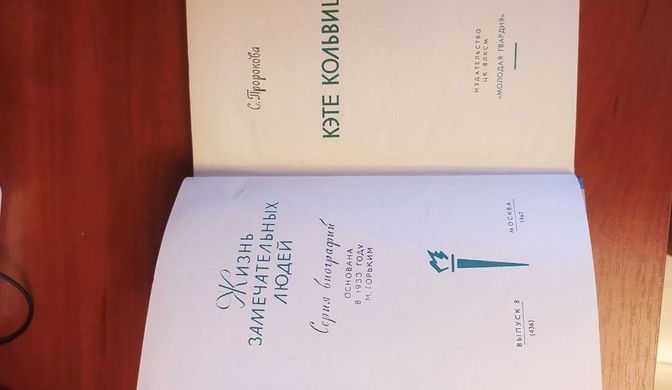 Жизнь
ЗАМЕЧАТЕЛЬНЫХ
ЛЮДЕЙ
Серия биографий
ОСНОВАНА
В 1933 ГОДУ
М. ГОРЬКИМ
ВЫПУСК 8
(436)
МОСКВА
1967
С. Пророкова
КЭТЕ КОЛЬВИЦ
ИЗДАТЕЛЬСТВО
ЦК ВЛКСМ
«МОЛОДАЯ ГВАРДИЯ»